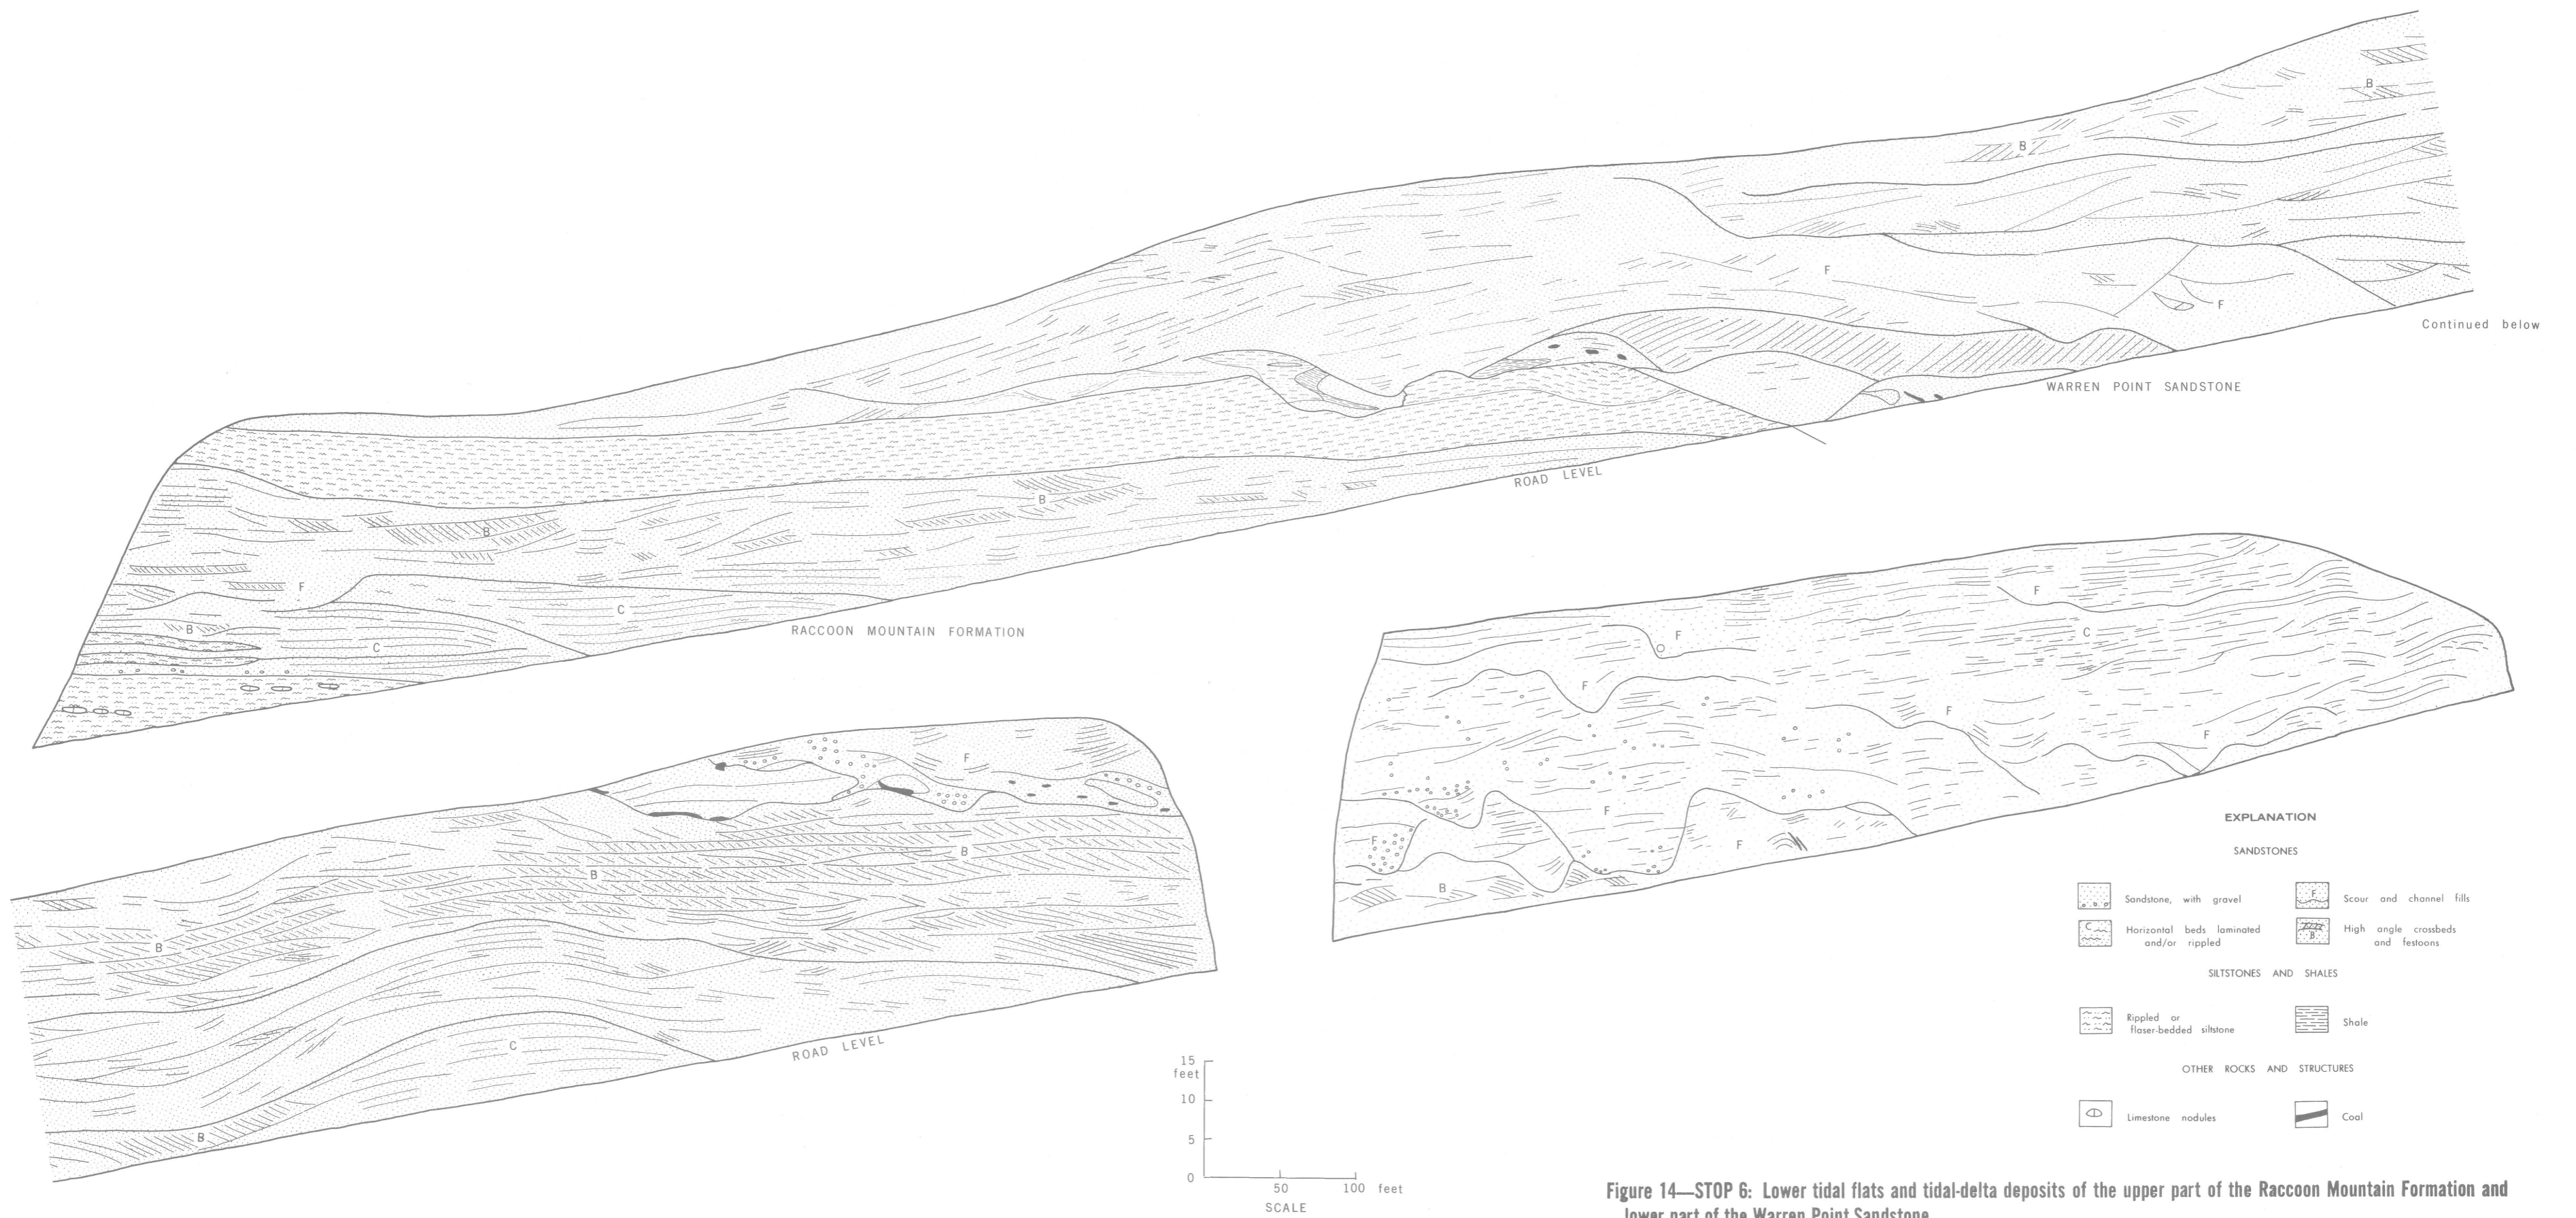 B
B
F
F
Continued below
WARREN POINT SANDSTONE
ROAD LEVEL
B
B
F
C
B
C
RACCOON MOUNTAIN FORMATION
F
F
C
F
F
F
F
F
F
B
F
B
B
B
C
B
ROAD LEVEL
15
feet
10
5
0
50
100 feet
SCALE
EXPLANATION
SANDSTONES
Sandstone, with gravel
F
Scour and channel fills
C
Horizontal beds laminated
and/or rippled
B
High angle crossbeds
and festoons
SILTSTONES AND SHALES
Rippled or
flaser-bedded siltstone
Shale
OTHER ROCKS AND STRUCTURES
Limestone nodules
Coal
Figure 14—STOP 6: Lower tidal flats and tidal-delta deposits of the upper part of the Raccoon Mountain Formation and
lower part of the Warren Point Sandstone